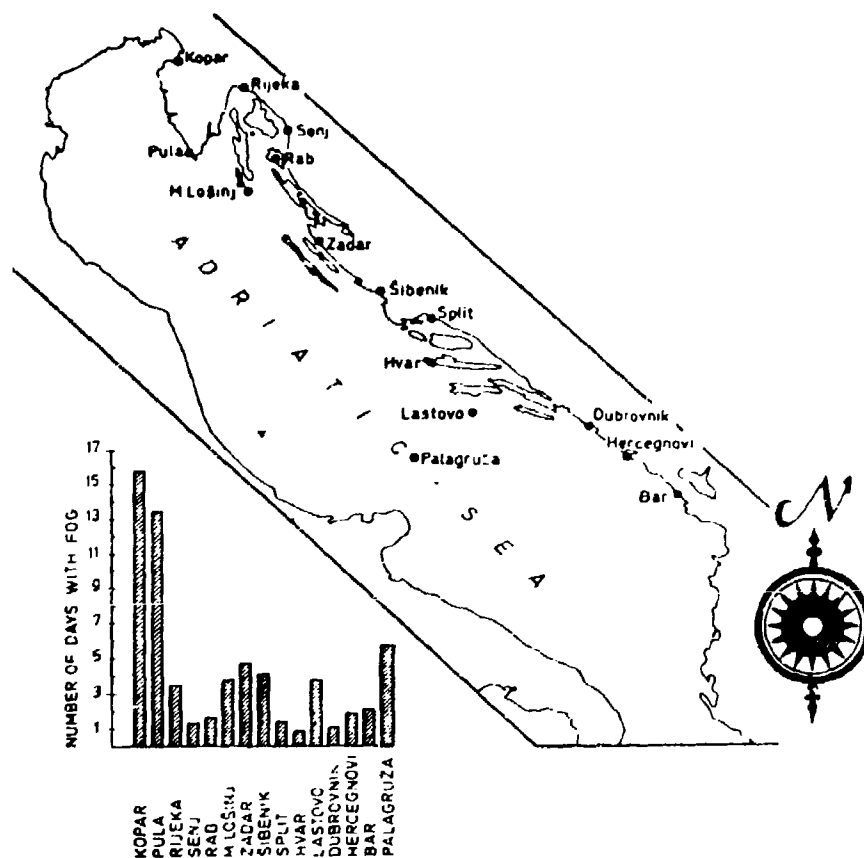 Kopar
Rijeka
Senj
Pula
Rab
M Lošinj
Zadar
Šibenik
Split
Hvar
Lastovo
Dubrovnik
Hercegnovi
Palagruža
Bar
ADRIATIC SEA
N
NUMBER OF DAYS WITH FOG
17
15
13
11
9
7
5
3
1
KOPAR
PULA
RIJEKA
SENJ
RAB
M LOŠINJ
ZADAR
ŠIBENIK
SPLIT
HVAR
LASTOVO
DUBROVNIK
HERCEGNOVI
BAR
PALAGRUŽA